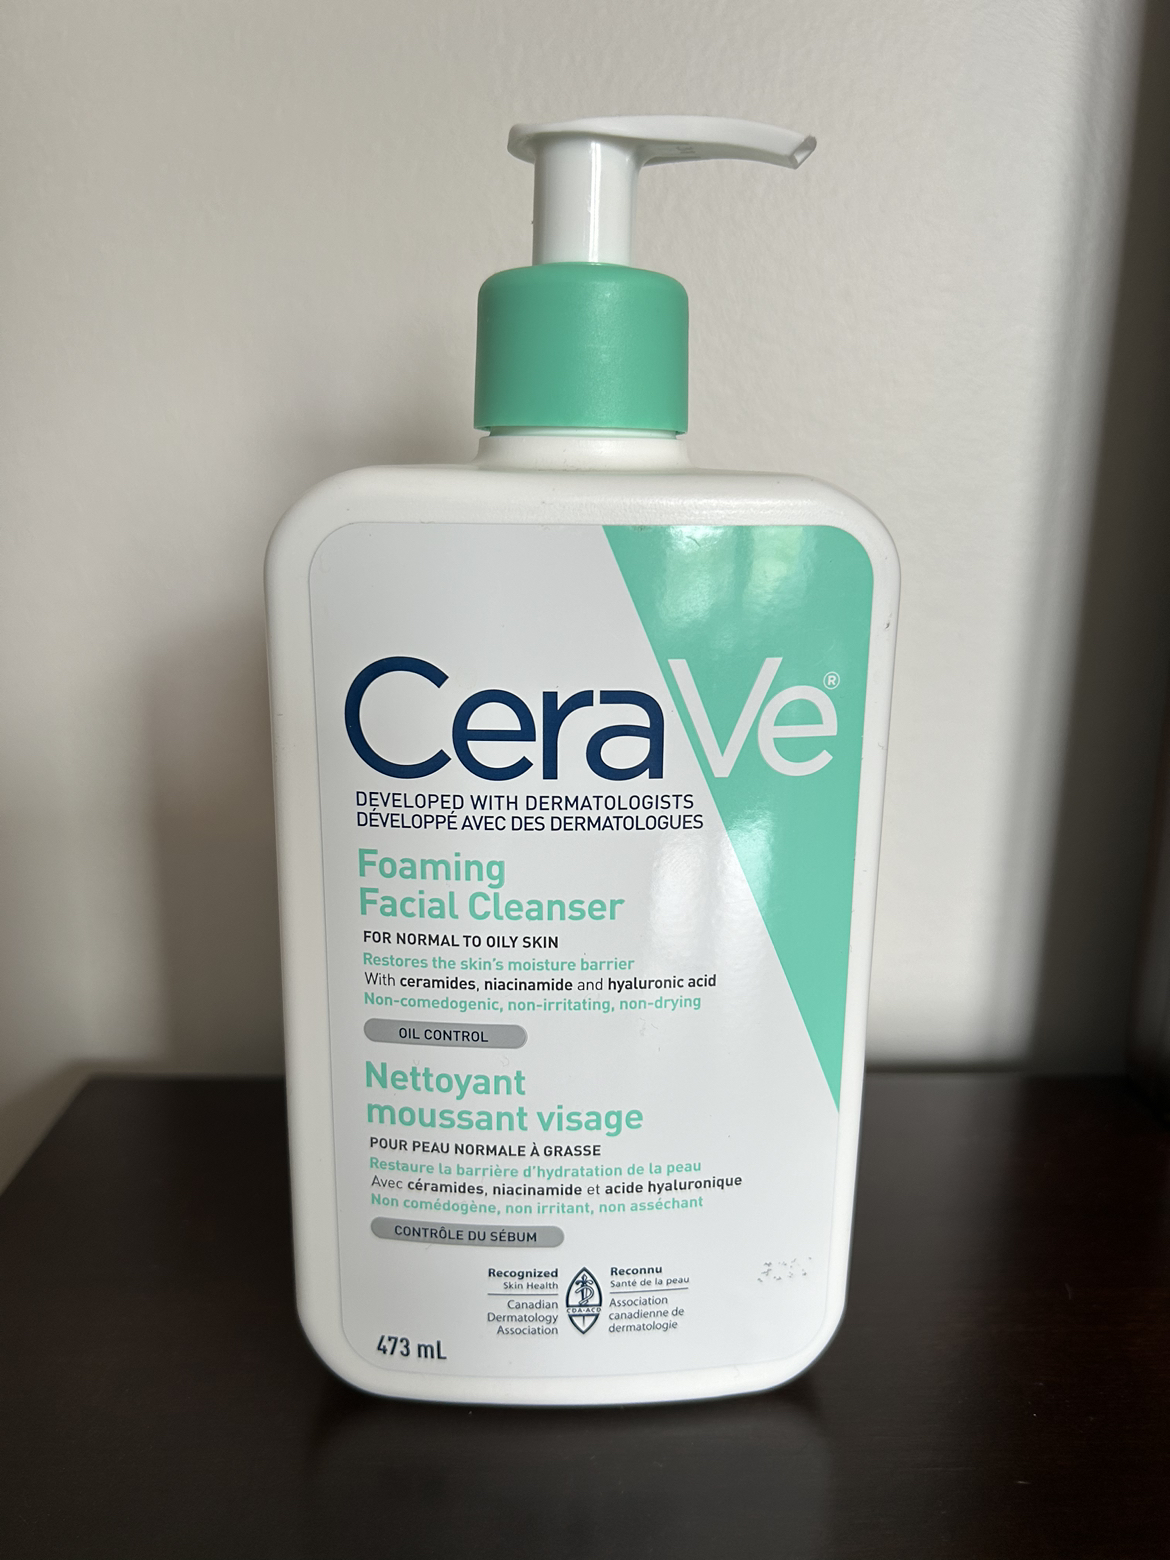 CeraVe®
DEVELOPED WITH DERMATOLOGISTS
DÉVELOPPÉ AVEC DES DERMATOLOGUES
Foaming
Facial Cleanser
FOR NORMAL TO OILY SKIN
Restores the skin's moisture barrier
With ceramides, niacinamide and hyaluronic acid
Non-comedogenic, non-irritating, non-drying
OIL CONTROL
Nettoyant
moussant visage
POUR PEAU NORMALE À GRASSE
Restaure la barrière d'hydratation de la peau
Avec céramides, niacinamide et acide hyaluronique
Non comédogène, non irritant, non asséchant
CONTRÔLE DU SÉBUM
Recognized
Skin Health
Canadian
Dermatology
Association
CDA-ACD
Reconnu
Santé de la peau
Association
canadienne de
dermatologie
473 mL